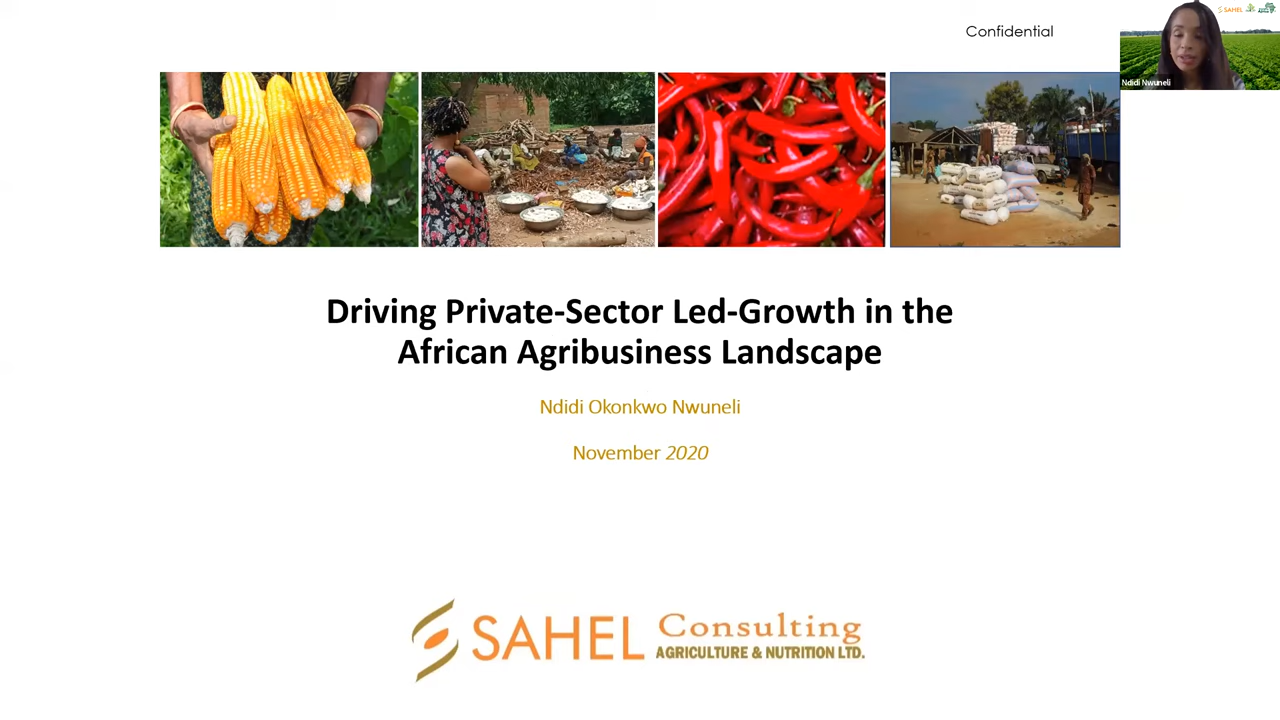 Confidential
SAHEL
Ndidi Nwuneli
Driving Private-Sector Led-Growth in the
African Agribusiness Landscape
Ndidi Okonkwo Nwuneli
November 2020
SAHEL Consulting
AGRICULTURE & NUTRITION LTD.